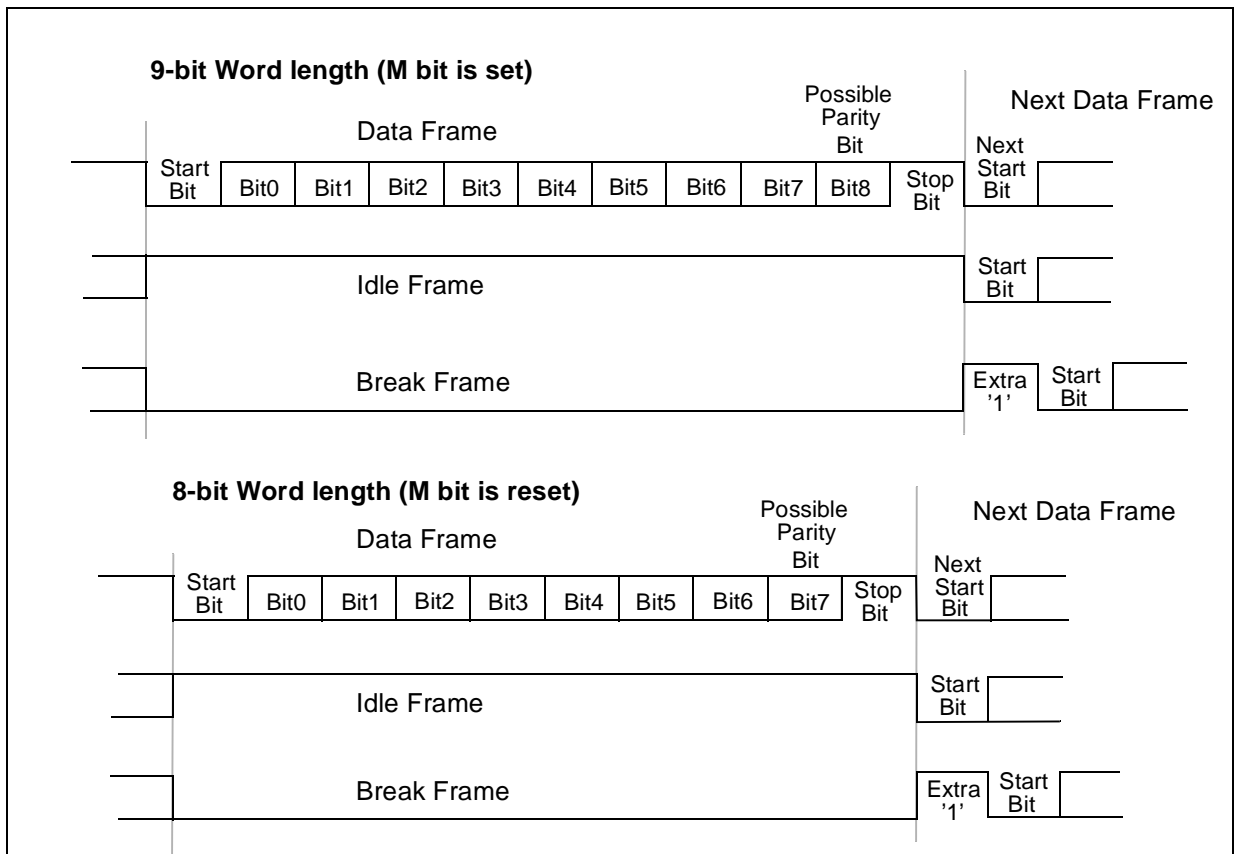 9-bit Word length (M bit is set)
Possible
Parity
Bit
Next Data Frame
Data Frame
Start
Bit
Bit0
Bit1
Bit2
Bit3
Bit4
Bit5
Bit6
Bit7
Bit8
Stop
Bit
Next
Start
Bit
Idle Frame
Start
Bit
Break Frame
Extra
’1’
Start
Bit
8-bit Word length (M bit is reset)
Possible
Parity
Bit
Next Data Frame
Data Frame
Start
Bit
Bit0
Bit1
Bit2
Bit3
Bit4
Bit5
Bit6
Bit7
Stop
Bit
Next
Start
Bit
Idle Frame
Start
Bit
Break Frame
Extra
’1’
Start
Bit